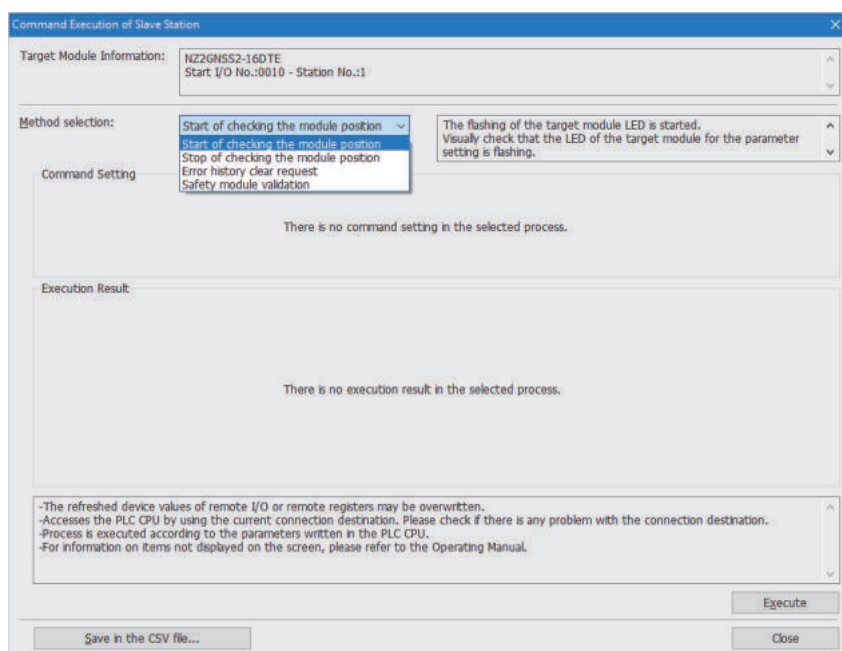 Command Execution of Slave Station
Target Module Information:
NZ2GNSS2-16DTE
Start I/O No.:0010 - Station No.:1
Method selection:
Start of checking the module position
Start of checking the module position
Stop of checking the module position
Error history clear request
Safety module validation
The flashing of the target module LED is started.
Visually check that the LED of the target module for the parameter
setting is flashing.
Command Setting
There is no command setting in the selected process.
Execution Result
There is no execution result in the selected process.
-The refreshed device values of remote I/O or remote registers may be overwritten.
-Accesses the PLC CPU by using the current connection destination. Please check if there is any problem with the connection destination.
-Process is executed according to the parameters written in the PLC CPU.
-For information on items not displayed on the screen, please refer to the Operating Manual.
Execute
Save in the CSV file...
Close